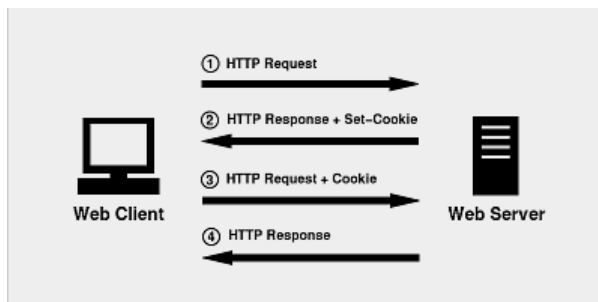 ① HTTP Request
② HTTP Response + Set-Cookie
③ HTTP Request + Cookie
Web Client
Web Server
④ HTTP Response